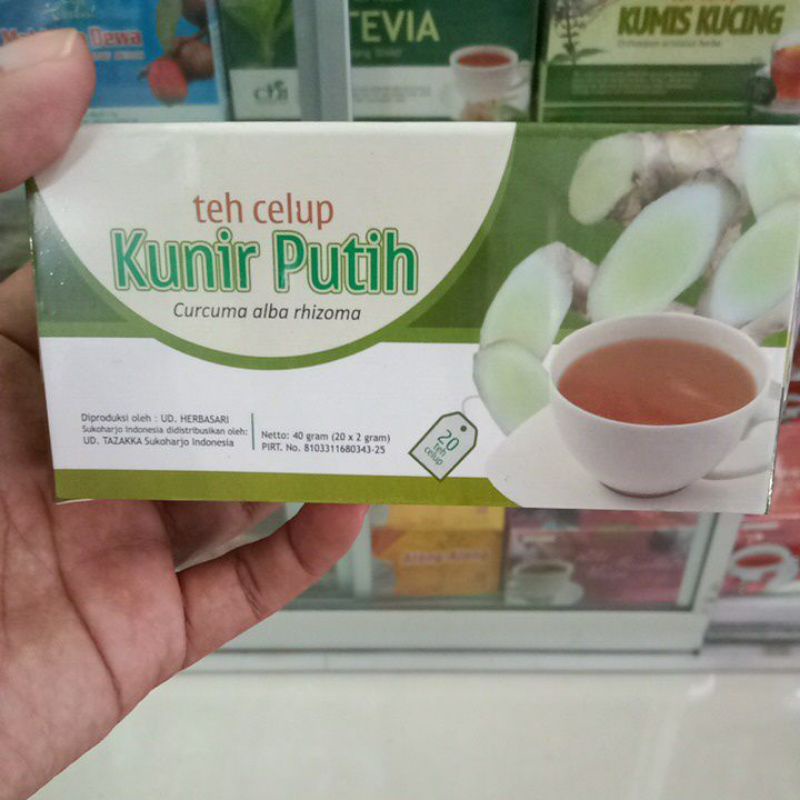 TEVIA
KUMIS KUCING
teh celup
Kunir Putih
Curcuma alba rhizoma
Diproduksi oleh : UD. HERBASARI
Sukoharjo Indonesia didistribusikan oleh:
UD. TAZAKKA Sukoharjo Indonesia
Netto: 40 gram (20 x 2 gram)
PIRT. No. 8103311680343-25
20
teh
celup